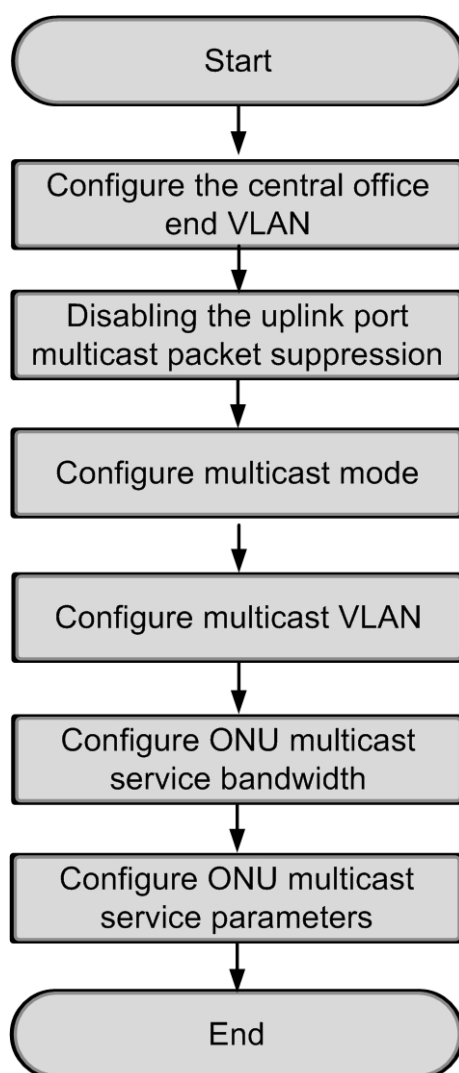 Start
Configure the central office
end VLAN
Disabling the uplink port
multicast packet suppression
Configure multicast mode
Configure multicast VLAN
Configure ONU multicast
service bandwidth
Configure ONU multicast
service parameters
End